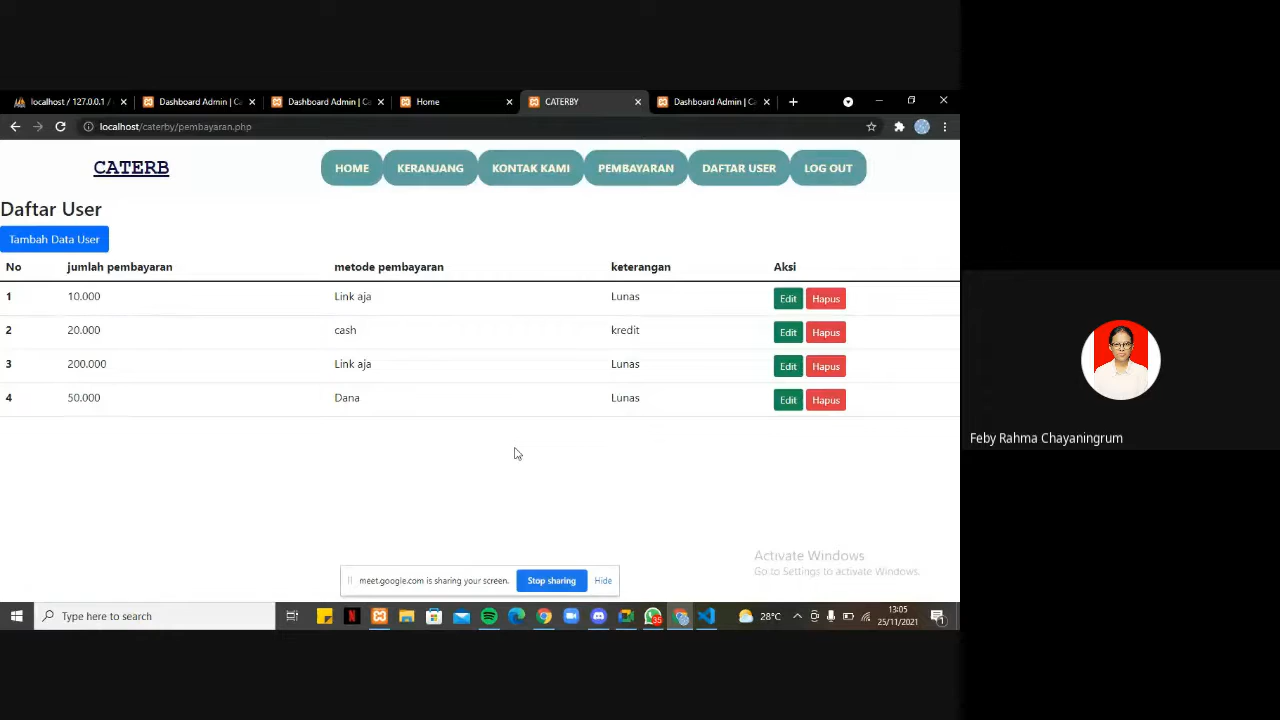 localhost / 127.0.0.1 /
Dashboard Admin | Ca
Dashboard Admin | Ca
Home
CATERBY
Dashboard Admin | Ca
localhost/caterby/pembayaran.php
CATERB
HOME
KERANJANG
KONTAK KAMI
PEMBAYARAN
DAFTAR USER
LOG OUT
Daftar User
Tambah Data User
No jumlah pembayaran metode pembayaran keterangan Aksi
1 10.000 Link aja Lunas Edit Hapus
2 20.000 cash kredit Edit Hapus
3 200.000 Link aja Lunas Edit Hapus
4 50.000 Dana Lunas Edit Hapus
Feby Rahma Chayaningrum
Activate Windows
Go to Settings to activate Windows.
meet.google.com is sharing your screen.
Stop sharing
Hide
Type here to search
35
28°C
13:05
25/11/2021
1